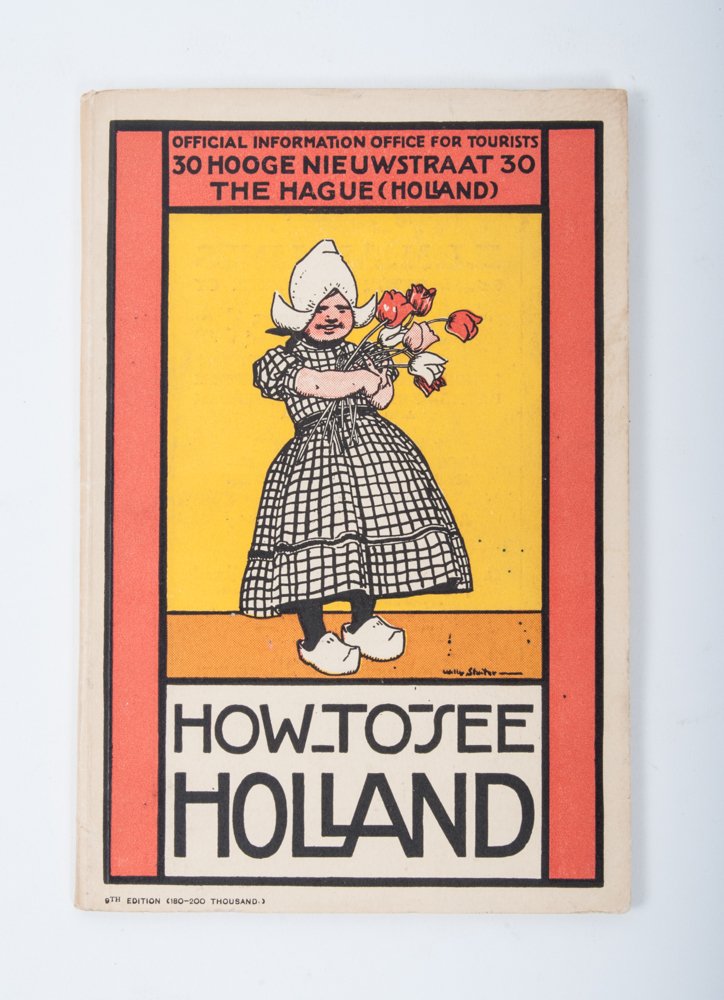 OFFICIAL INFORMATION OFFICE FOR TOURISTS
30 HOOGE NIEUWSTRAAT 30
THE HAGUE (HOLLAND)
Willy Sluiter
HOW TO SEE
HOLLAND
9TH EDITION (180-200 THOUSAND.)